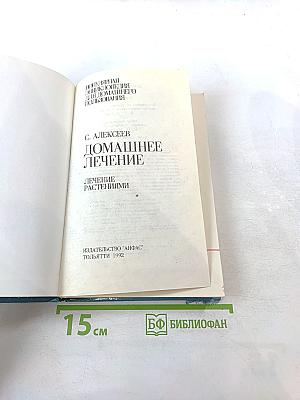 ПОПУЛЯРНАЯ
ЭНЦИКЛОПЕДИЯ
ДЛЯ ДОМАШНЕГО
ПОЛЬЗОВАНИЯ
С. АЛЕКСЕЕВ
ДОМАШНЕЕ
ЛЕЧЕНИЕ
ЛЕЧЕНИЕ
РАСТЕНИЯМИ
ИЗДАТЕЛЬСТВО "АНФАС"
ТОЛЬЯТТИ 1992
15 см
БФ БИБЛИОФАН